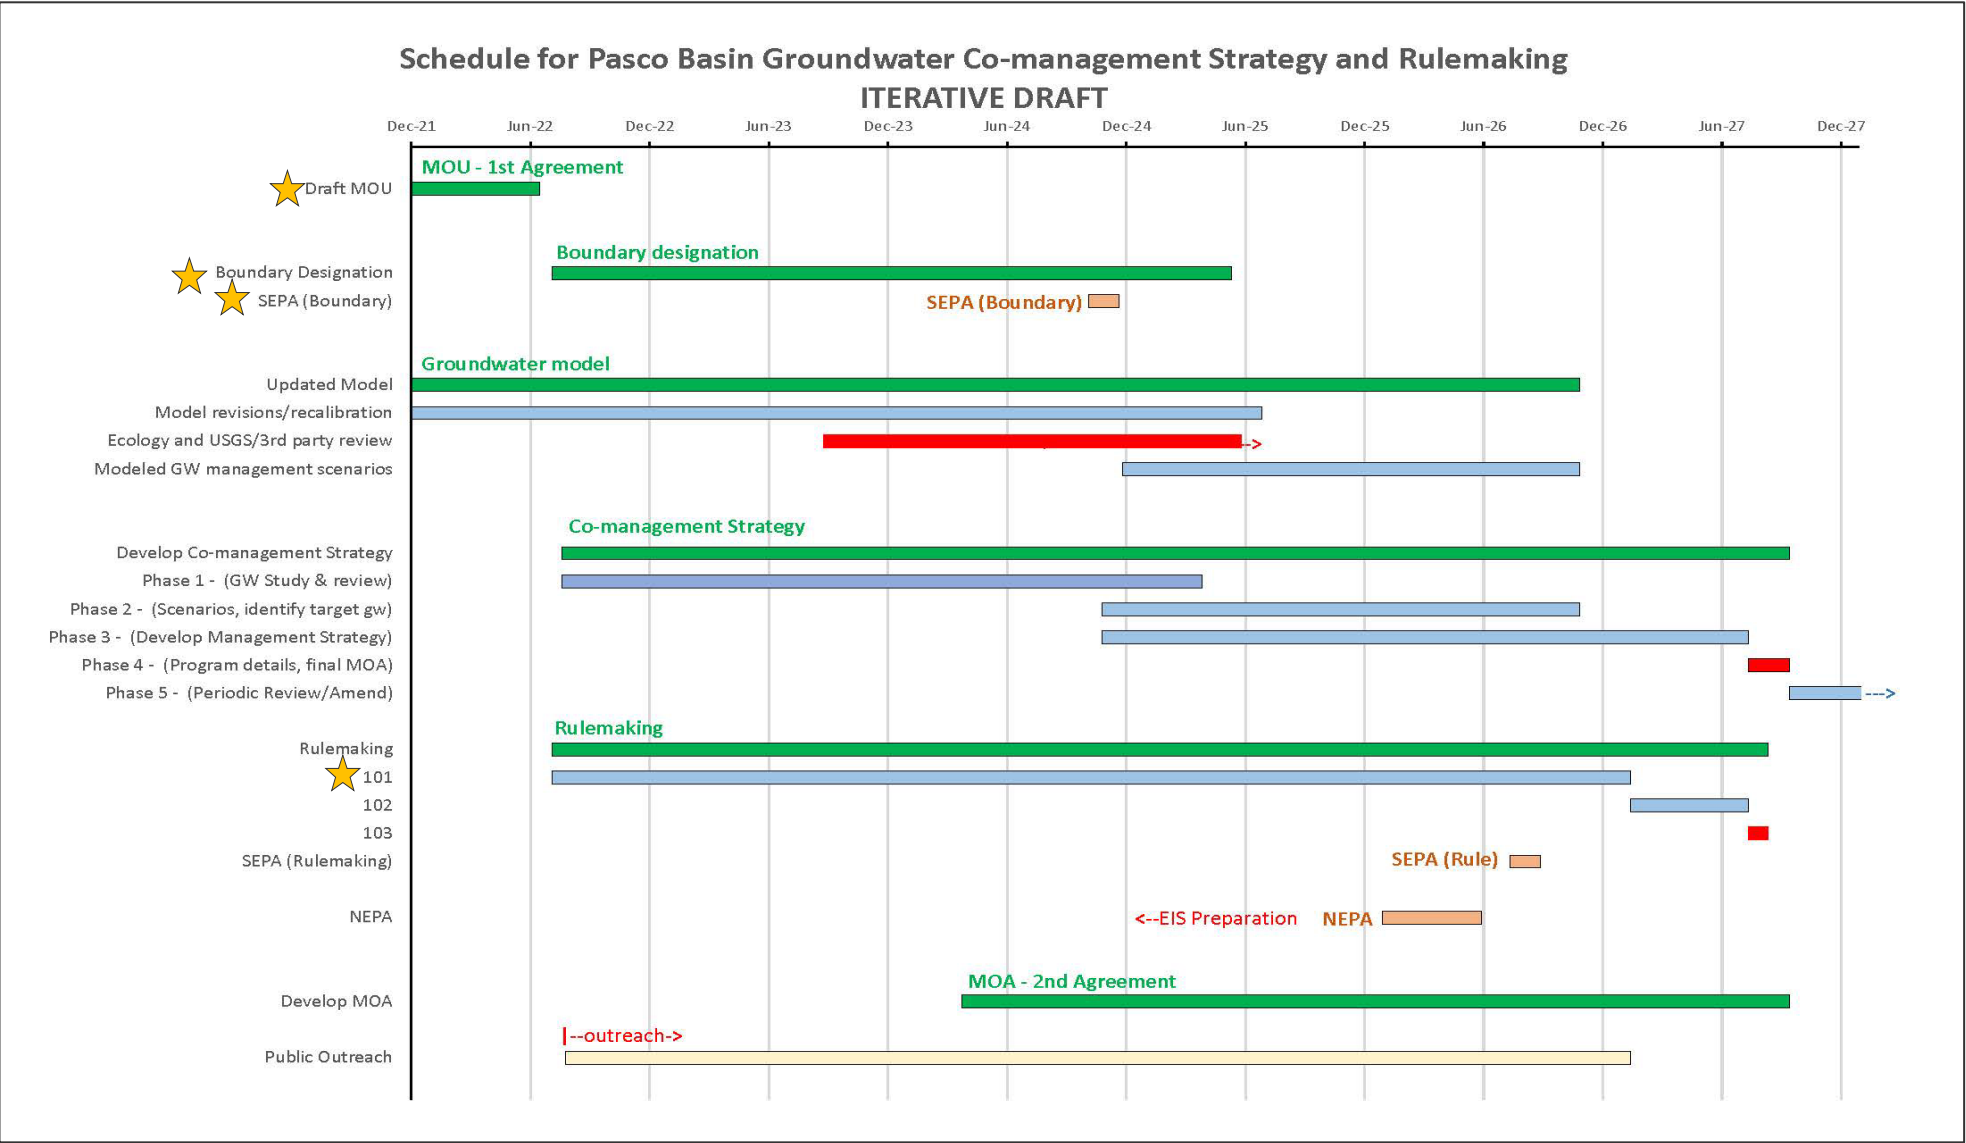 Schedule for Pasco Basin Groundwater Co-management Strategy and Rulemaking
ITERATIVE DRAFT
Dec-21 Jun-22 Dec-22 Jun-23 Dec-23 Jun-24 Dec-24 Jun-25 Dec-25 Jun-26 Dec-26 Jun-27 Dec-27
MOU - 1st Agreement
Draft MOU
Boundary designation
Boundary Designation
SEPA (Boundary) SEPA (Boundary)
Groundwater model
Updated Model
Model revisions/recalibration
Ecology and USGS/3rd party review -->
Modeled GW management scenarios
Co-management Strategy
Develop Co-management Strategy
Phase 1 - (GW Study & review)
Phase 2 - (Scenarios, identify target gw)
Phase 3 - (Develop Management Strategy)
Phase 4 - (Program details, final MOA)
Phase 5 - (Periodic Review/Amend) --->
Rulemaking
Rulemaking
101
102
103
SEPA (Rulemaking) SEPA (Rule)
NEPA <--EIS Preparation NEPA
MOA - 2nd Agreement
Develop MOA
|--outreach->
Public Outreach